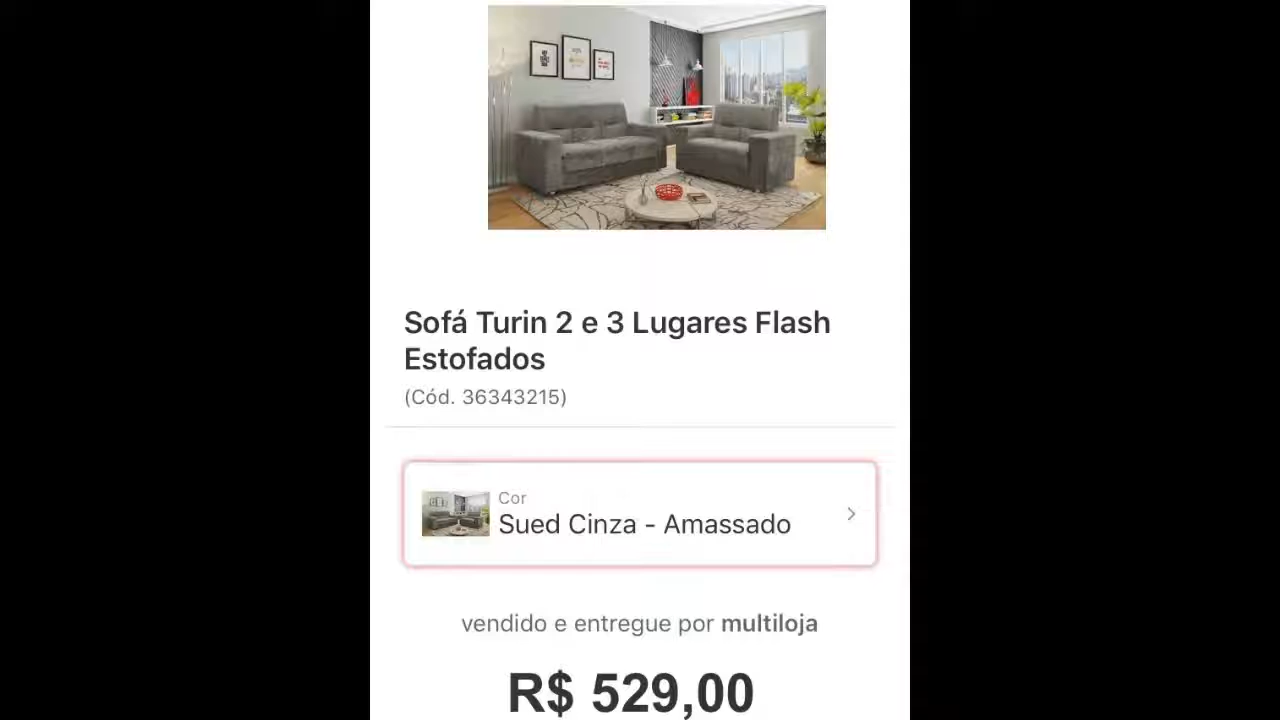 Sofá Turin 2 e 3 Lugares Flash
Estofados
(Cód. 36343215)
Cor
Sued Cinza - Amassado
vendido e entregue por multiloja
R$ 529,00